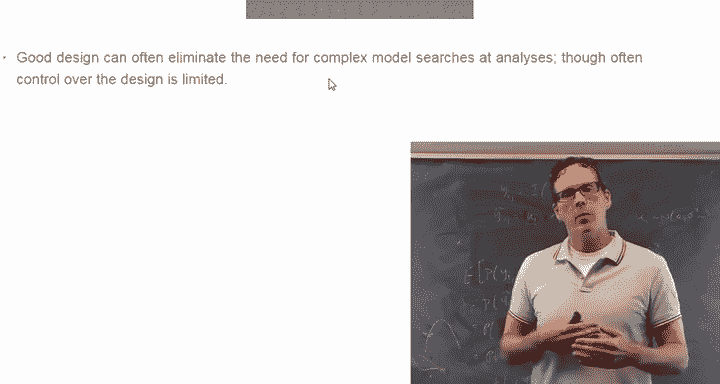 · Good design can often eliminate the need for complex model searches at analyses; though often
control over the design is limited.